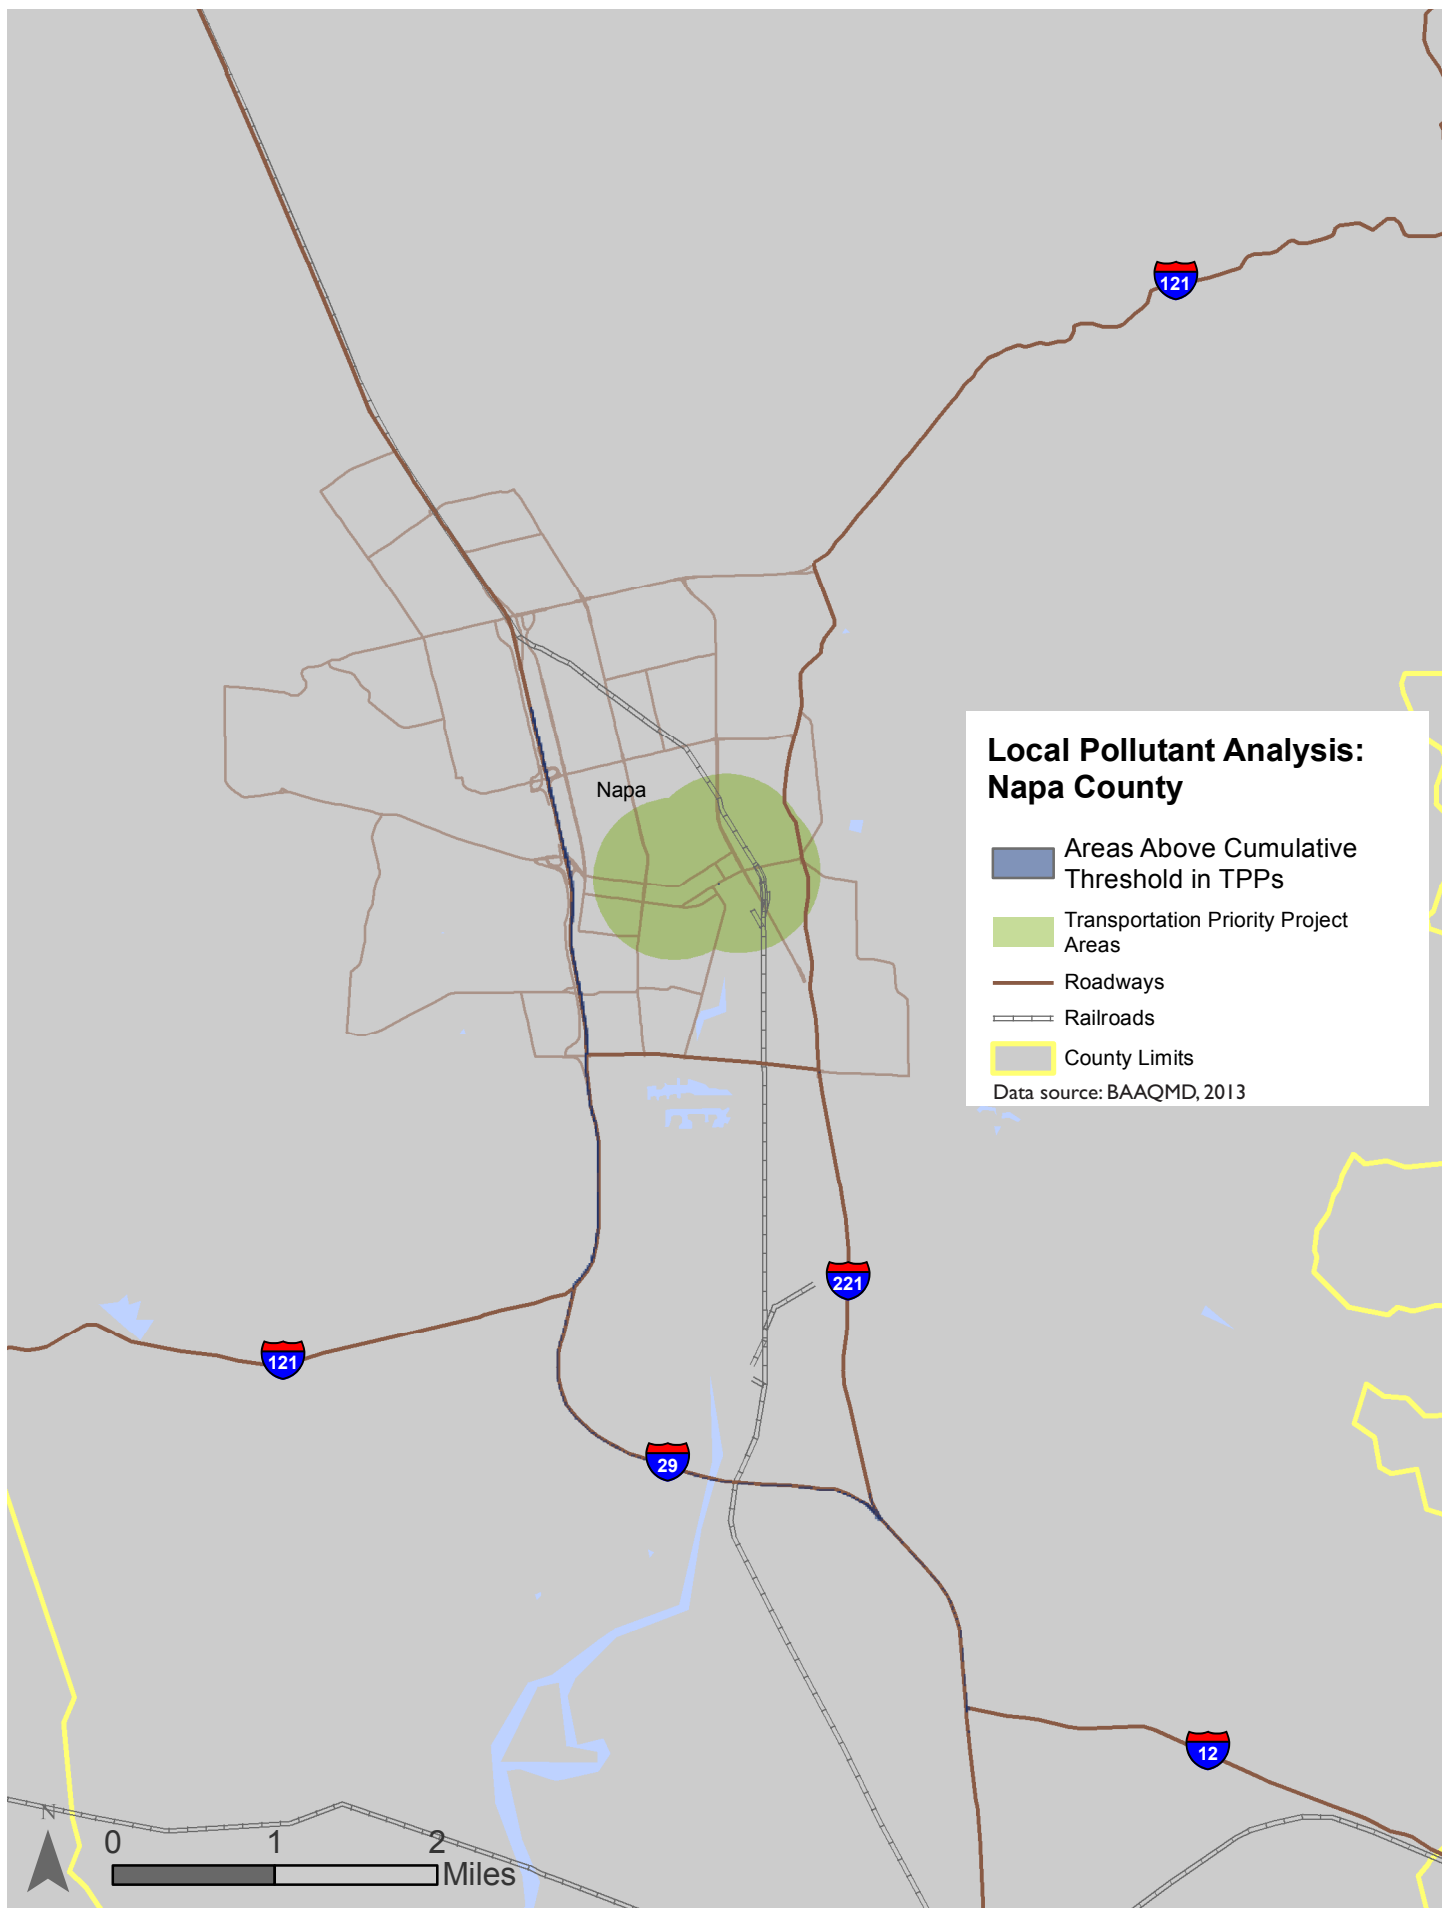 121
Napa
Local Pollutant Analysis:
Napa County
Areas Above Cumulative
Threshold in TPPs
Transportation Priority Project
Areas
Roadways
Railroads
County Limits
Data source: BAAQMD, 2013
221
121
29
12
N
0 1 2
Miles